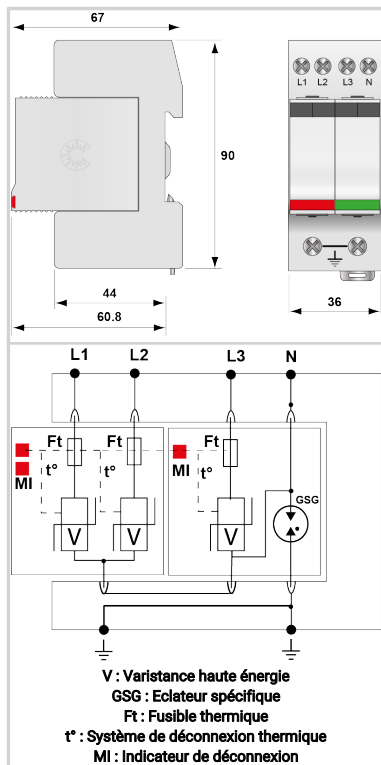 67
L1 L2 L3 N
90
44
60.8
36
L1 L2 L3 N
Ft Ft Ft
MI t° t° MI t°
GSG
V V V
V : Varistance haute énergie
GSG : Eclateur spécifique
Ft : Fusible thermique
t° : Système de déconnexion thermique
MI : Indicateur de déconnexion